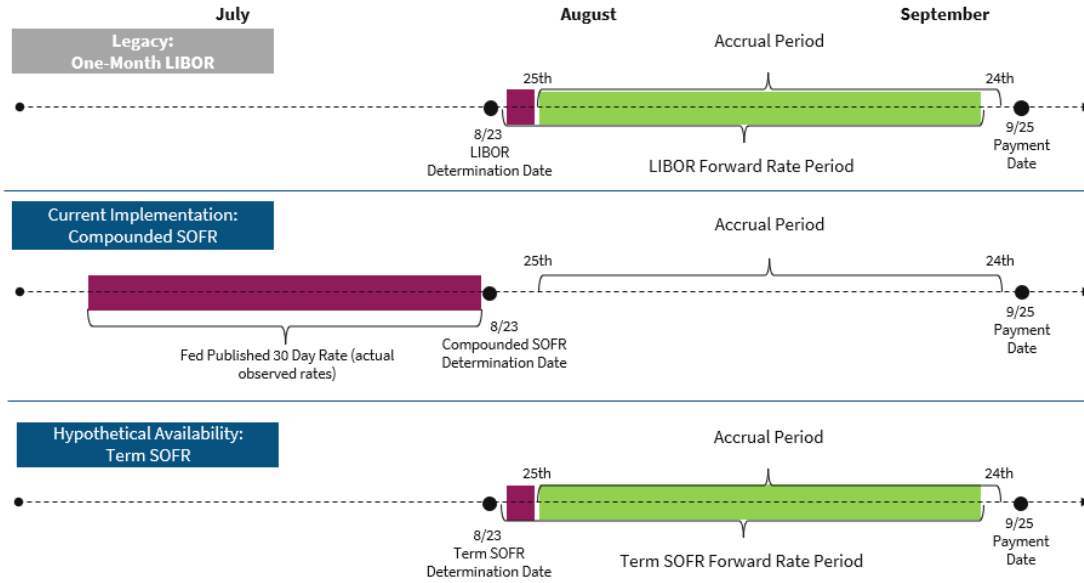 July
August
September
Legacy:
One-Month LIBOR
Accrual Period
25th
24th
8/23
LIBOR
Determination Date
LIBOR Forward Rate Period
9/25
Payment
Date
Current Implementation:
Compounded SOFR
Accrual Period
25th
24th
Fed Published 30 Day Rate (actual
observed rates)
8/23
Compounded SOFR
Determination Date
9/25
Payment
Date
Hypothetical Availability:
Term SOFR
Accrual Period
25th
24th
8/23
Term SOFR
Determination Date
Term SOFR Forward Rate Period
9/25
Payment
Date